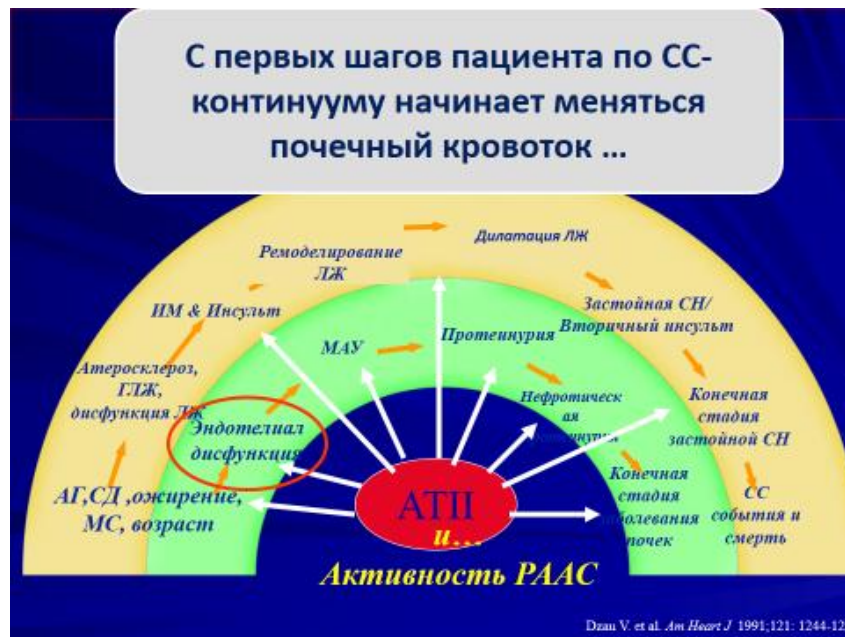 С первых шагов пациента по СС-
континууму начинает меняться
почечный кровоток ...
Дилатация ЛЖ
Ремоделирование
ЛЖ
ИМ & Инсульт
Застойная СН/
Вторичный инсульт
МАУ
Протеинурия
Атеросклероз,
ГЛЖ,
дисфункция ЛЖ
Конечная
стадия
застойной СН
Нефротическ
ая
Эндотелиал
дисфункция
АГ,СД ,ожирение,
МС, возраст
Конечная
стадия
заболевания
почек
СС
события и
смерть
АТII
и...
Активность РААС
Dzau V. et al. Am Heart J 1991;121: 1244-12